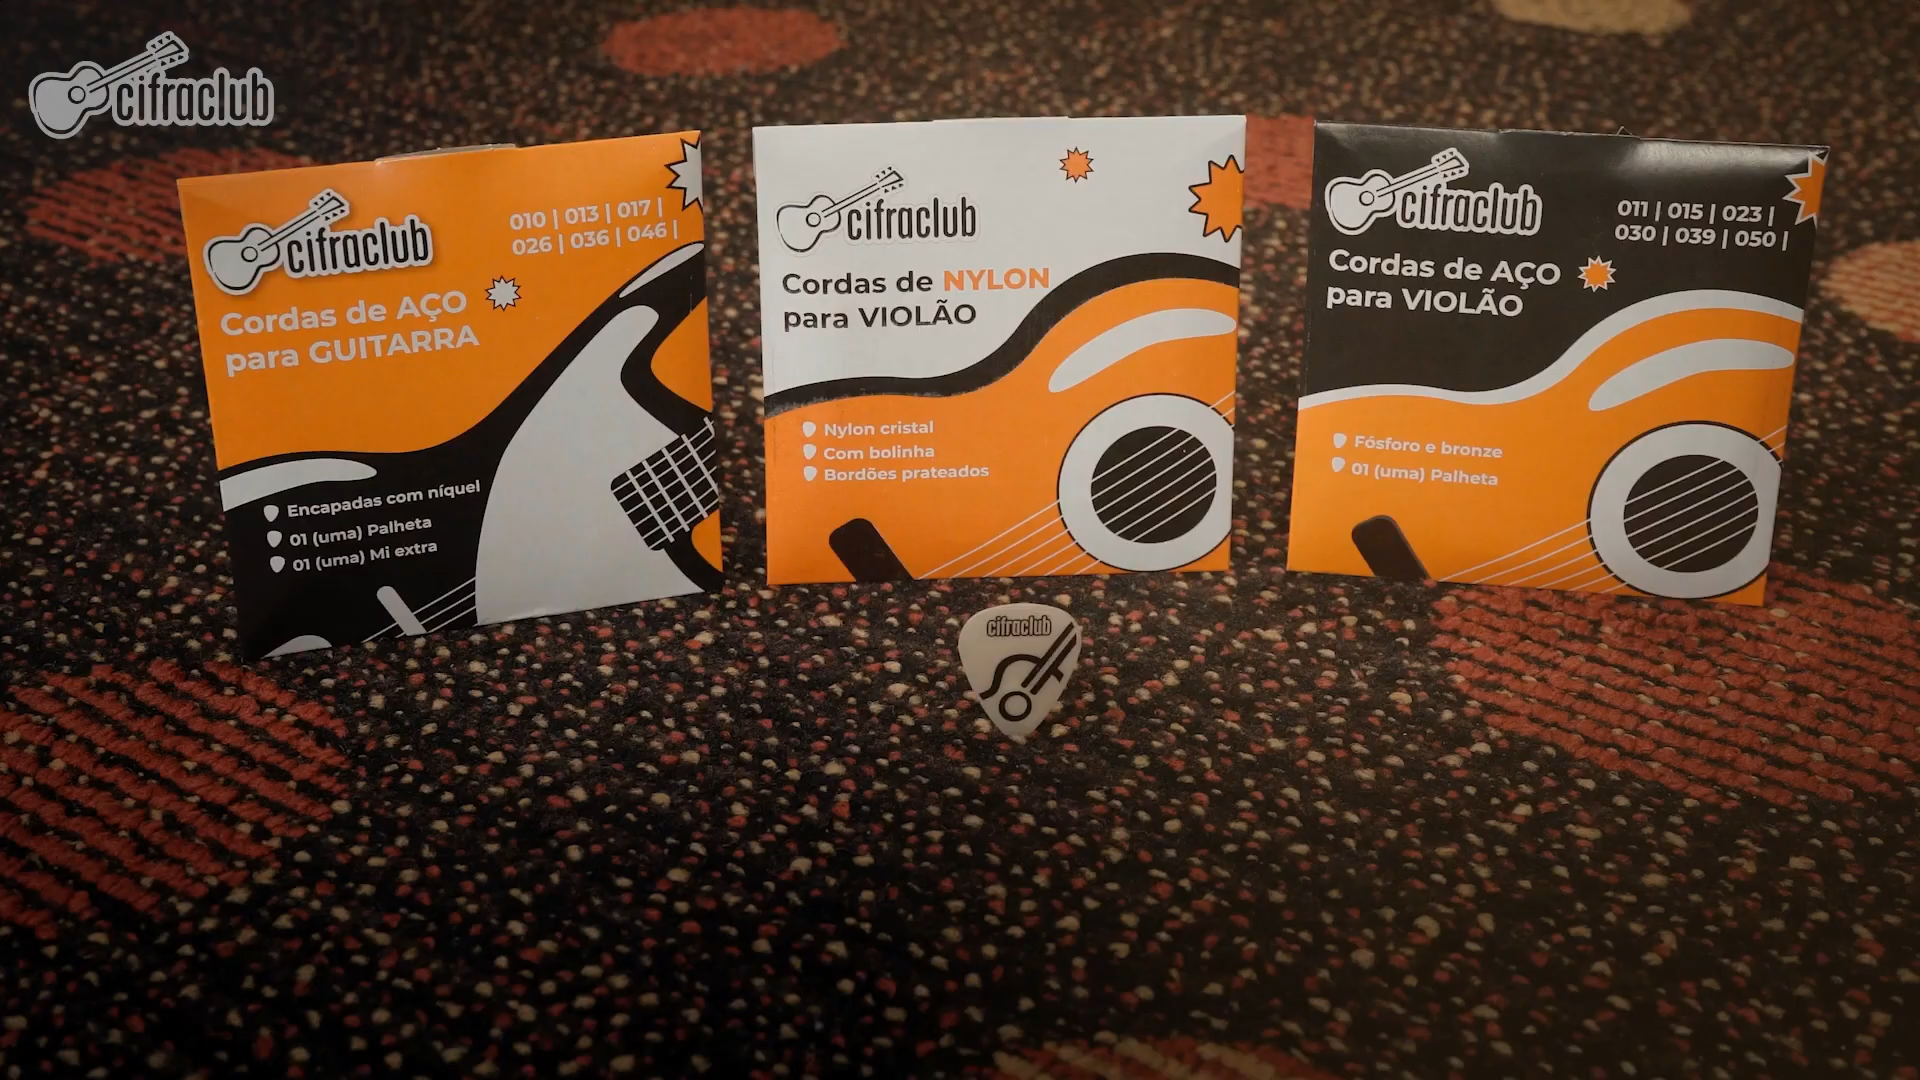 cifraclub
cifraclub
010 | 013 | 017 |
026 | 036 | 046 |
Cordas de AÇO
para GUITARRA
Encapadas com níquel
01 (uma) Palheta
01 (uma) Mi extra
cifraclub
Cordas de NYLON
para VIOLÃO
Nylon cristal
Com bolinha
Bordões prateados
cifraclub
011 | 015 | 023 |
030 | 039 | 050 |
Cordas de AÇO
para VIOLÃO
Fósforo e bronze
01 (uma) Palheta
cifraclub